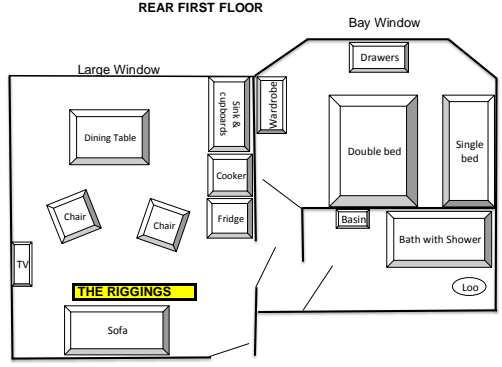 REAR FIRST FLOOR
Bay Window
Large Window
Drawers
Sink &
cupboards
Wardrobe
Dining Table
Double bed
Single
bed
Cooker
Fridge
Chair
Chair
Basin
Bath with Shower
TV
Loo
THE RIGGINGS
Sofa